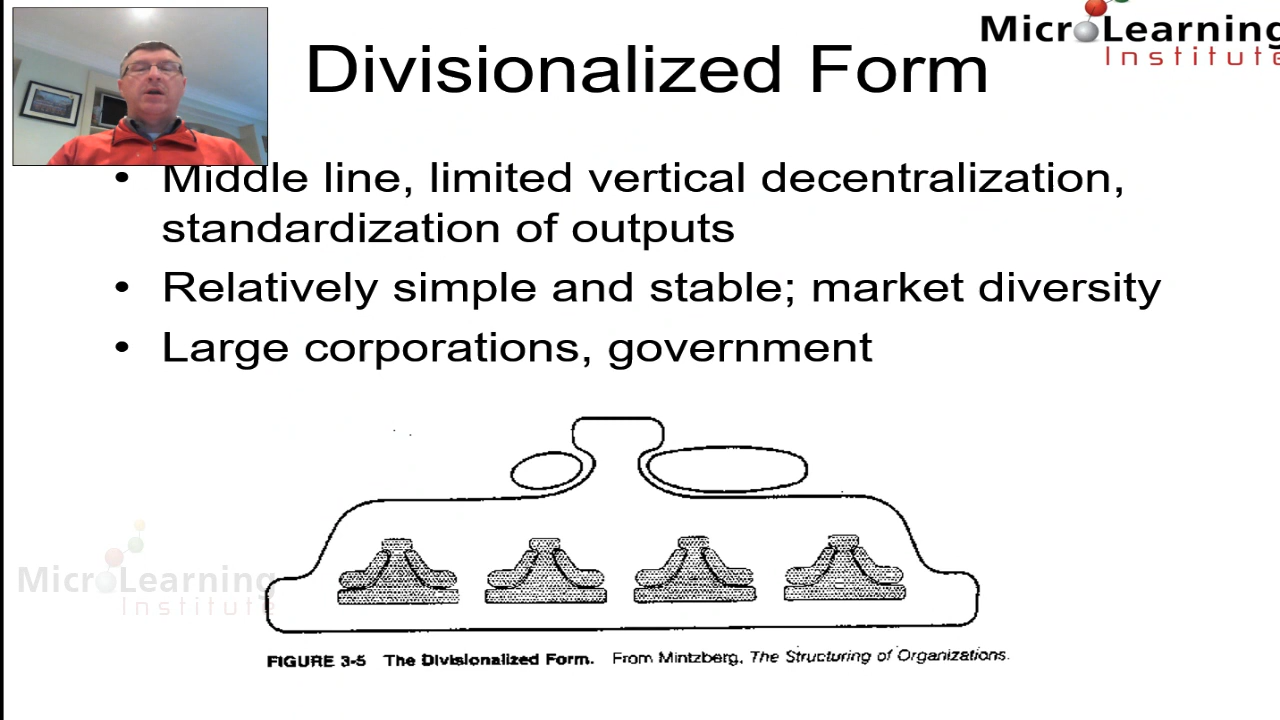 MicroLearning
Institute
Divisionalized Form
• Middle line, limited vertical decentralization,
standardization of outputs
• Relatively simple and stable; market diversity
• Large corporations, government
MicroLearning
Institute
FIGURE 3-5 The Divisionalized Form. From Mintzberg, The Structuring of Organizations.